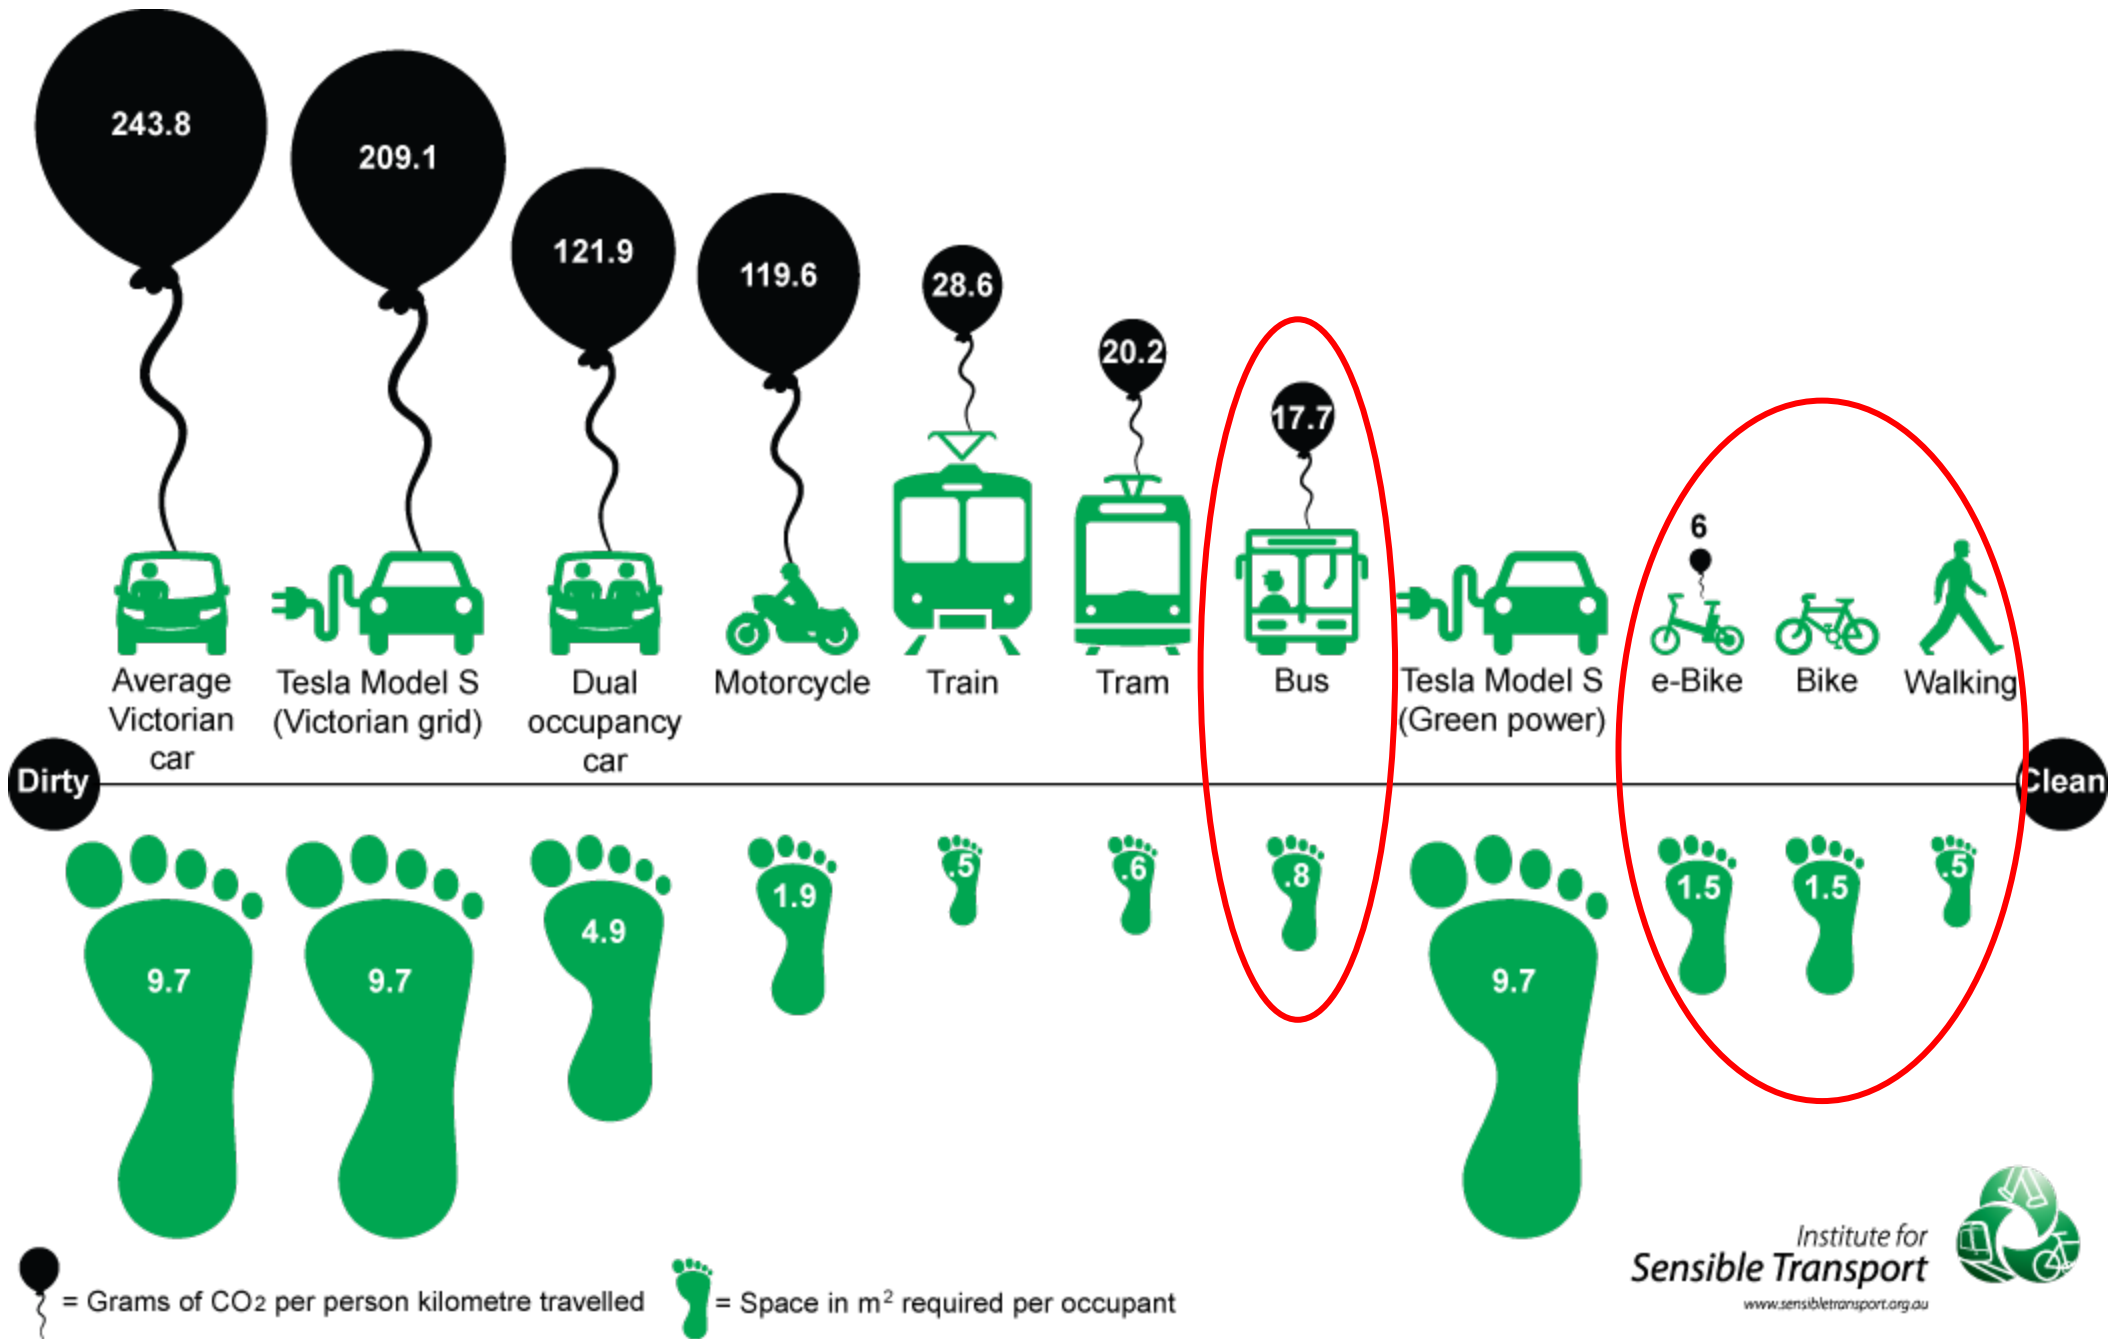 243.8
209.1
121.9
119.6
28.6
20.2
17.7
6
Average
Victorian
car
Tesla Model S
(Victorian grid)
Dual
occupancy
car
Motorcycle
Train
Tram
Bus
Tesla Model S
(Green power)
e-Bike
Bike
Walking
Dirty
Clean
9.7
9.7
4.9
1.9
.5
.6
.8
9.7
1.5
1.5
.5
= Grams of CO2 per person kilometre travelled
= Space in m² required per occupant
Institute for
Sensible Transport
www.sensibletransport.org.au